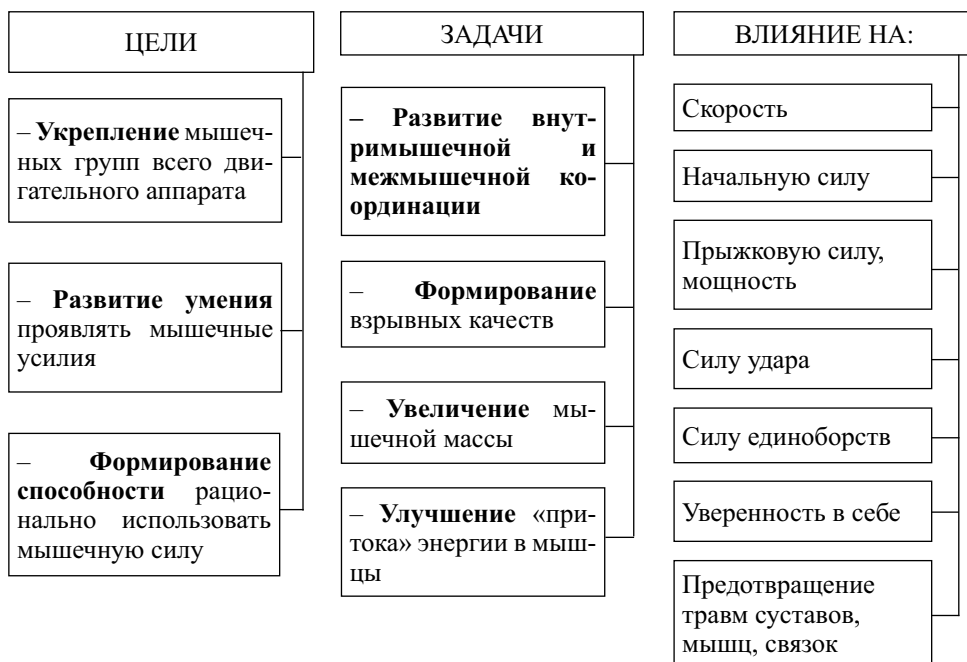 ЦЕЛИ
– Укрепление мышеч-
ных групп всего дви-
гательного аппарата
– Развитие умения
проявлять мышечные
усилия
– Формирование
способности рацио-
нально использовать
мышечную силу
ЗАДАЧИ
– Развитие внут-
римышечной и
межмышечной ко-
ординации
– Формирование
взрывных качеств
– Увеличение мы-
шечной массы
– Улучшение «при-
тока» энергии в мыш-
цы
ВЛИЯНИЕ НА:
Скорость
Начальную силу
Прыжковую силу,
мощность
Силу удара
Силу единоборств
Уверенность в себе
Предотвращение
травм суставов,
мышц, связок